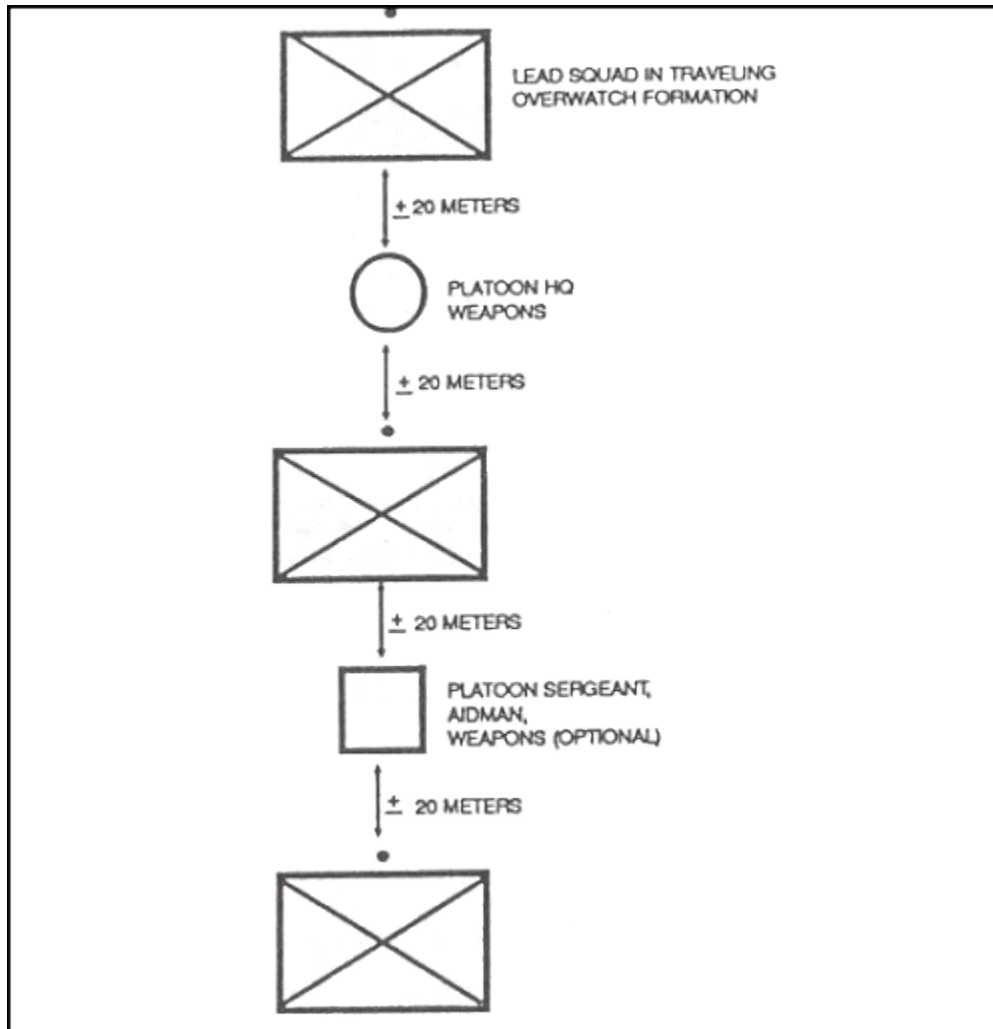 LEAD SQUAD IN TRAVELING
OVERWATCH FORMATION
± 20 METERS
PLATOON HQ
WEAPONS
± 20 METERS
± 20 METERS
PLATOON SERGEANT,
AIDMAN,
WEAPONS (OPTIONAL)
± 20 METERS